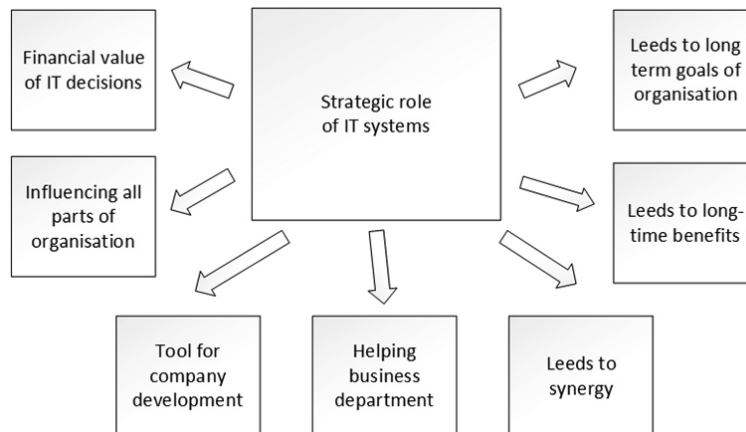 Financial value
of IT decisions
Strategic role
of IT systems
Leeds to long
term goals of
organisation
Influencing all
parts of
organisation
Leeds to long-
time benefits
Tool for
company
development
Helping
business
department
Leeds to
synergy